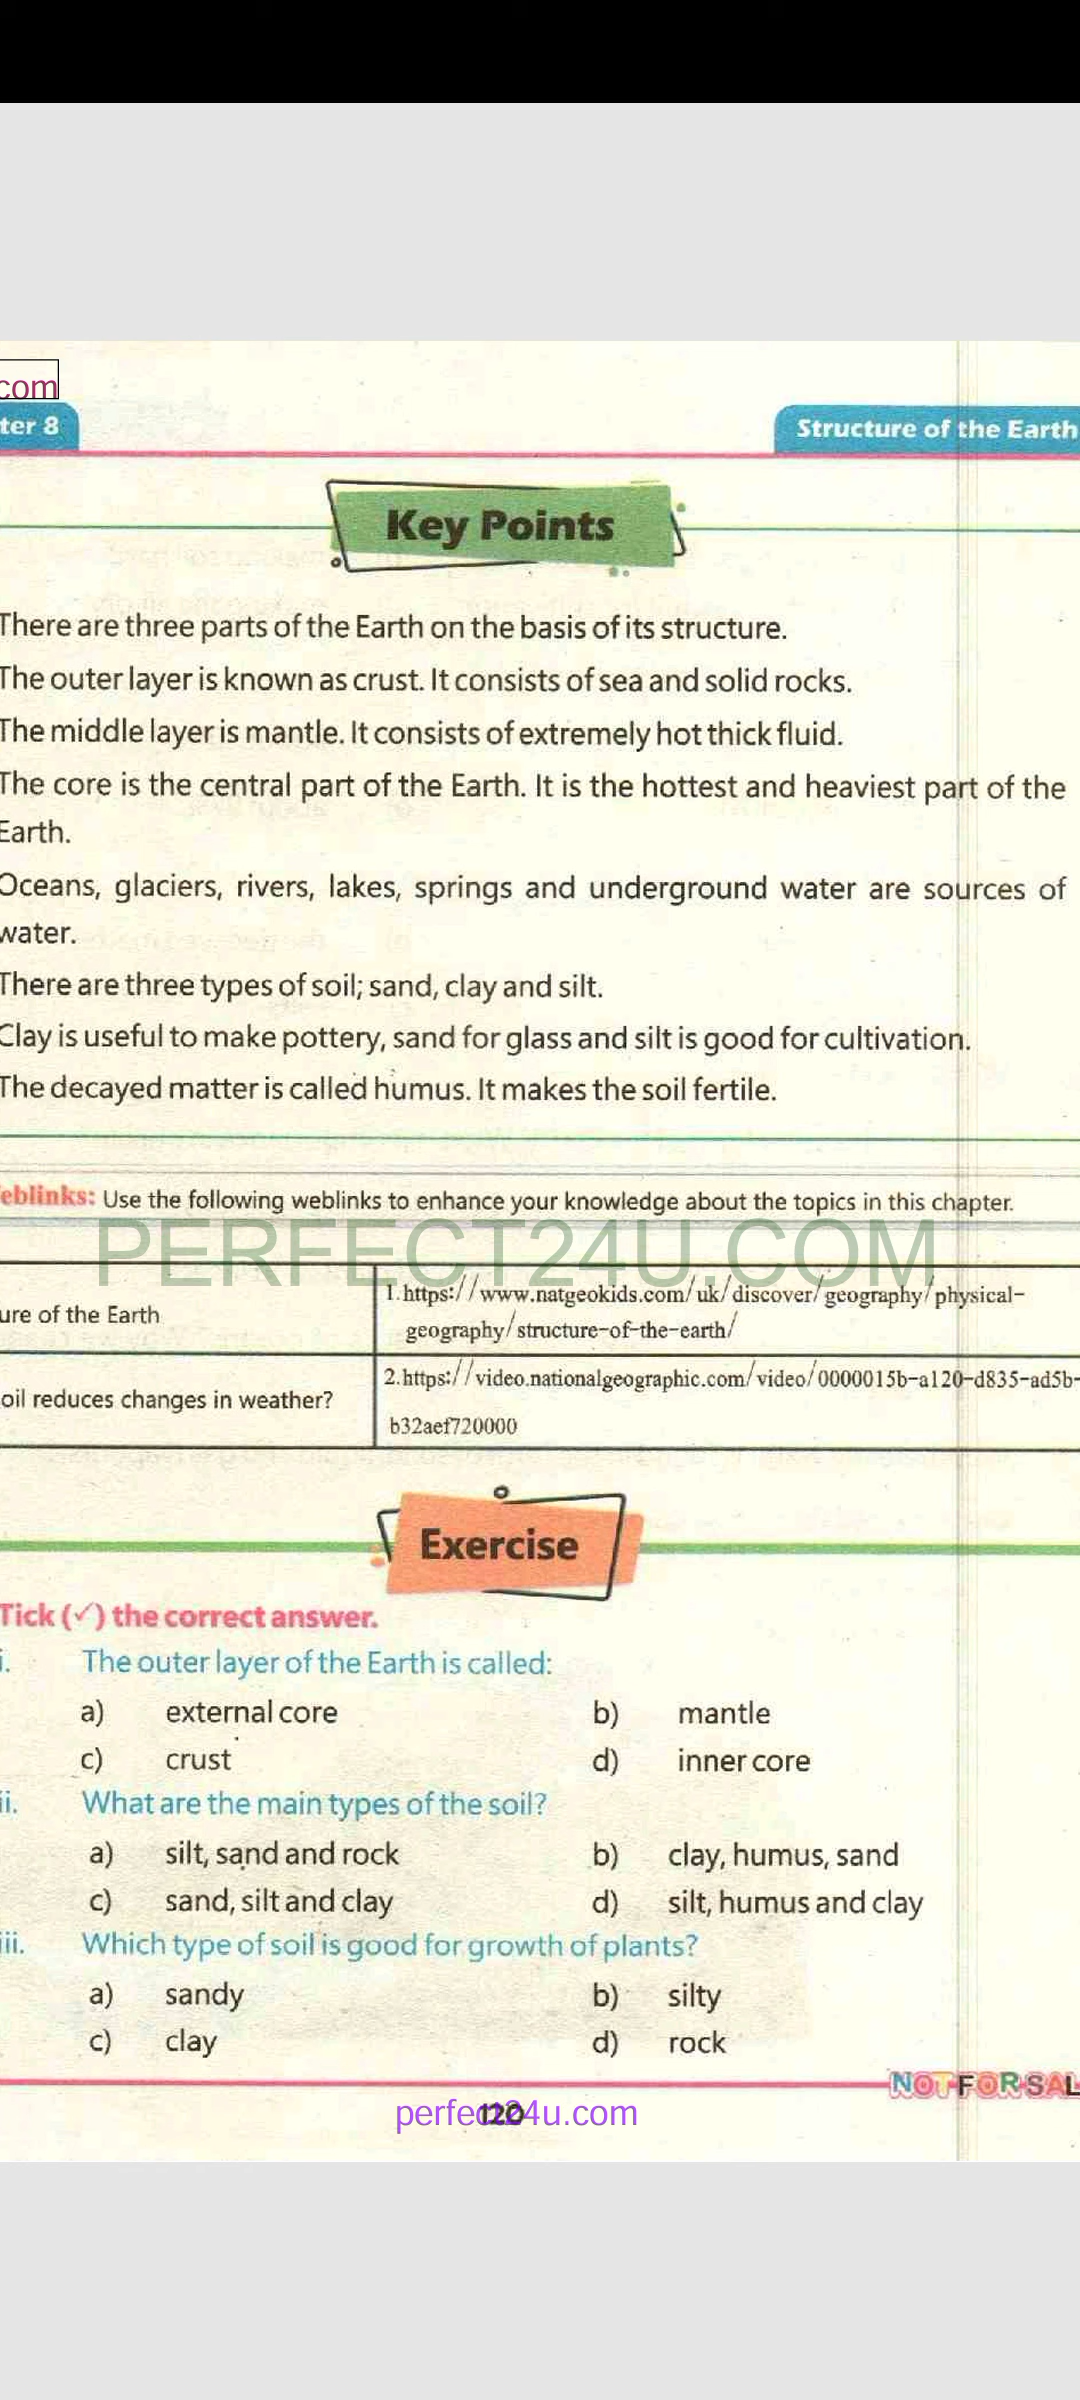 com
ter 8
Structure of the Earth
Key Points
There are three parts of the Earth on the basis of its structure.
The outer layer is known as crust. It consists of sea and solid rocks.
The middle layer is mantle. It consists of extremely hot thick fluid.
The core is the central part of the Earth. It is the hottest and heaviest part of the
Earth.
Oceans, glaciers, rivers, lakes, springs and underground water are sources of
water.
There are three types of soil; sand, clay and silt.
Clay is useful to make pottery, sand for glass and silt is good for cultivation.
The decayed matter is called humus. It makes the soil fertile.
eblinks: Use the following weblinks to enhance your knowledge about the topics in this chapter.
PERFECT24U.COM
ure of the Earth
1.https://www.natgeokids.com/uk/discover/geography/physical-
geography/structure-of-the-earth/
oil reduces changes in weather?
2.https://video.nationalgeographic.com/video/0000015b-a120-d835-ad5b-
b32aef720000
Exercise
Tick (✓) the correct answer.
i. The outer layer of the Earth is called:
a) external core b) mantle
c) crust d) inner core
ii. What are the main types of the soil?
a) silt, sand and rock b) clay, humus, sand
c) sand, silt and clay d) silt, humus and clay
iii. Which type of soil is good for growth of plants?
a) sandy b) silty
c) clay d) rock
NOT FOR SAL
perfect24u.com
120